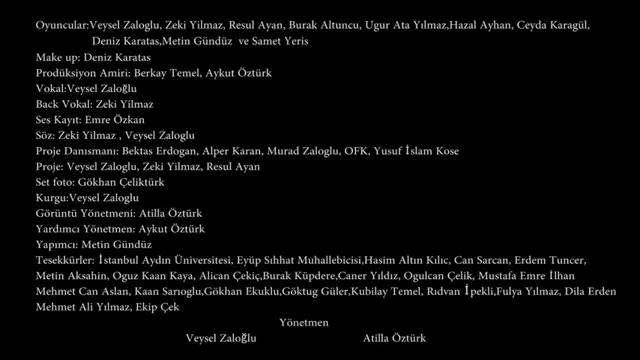 Oyuncular:Veysel Zaloglu, Zeki Yilmaz, Resul Ayan, Burak Altuncu, Ugur Ata Yılmaz,Hazal Ayhan, Ceyda Karagül,
Deniz Karatas,Metin Gündüz ve Samet Yeris
Make up: Deniz Karatas
Prodüksiyon Amiri: Berkay Temel, Aykut Öztürk
Vokal:Veysel Zaloğlu
Back Vokal: Zeki Yilmaz
Ses Kayıt: Emre Özkan
Söz: Zeki Yilmaz , Veysel Zaloglu
Proje Danısmanı: Bektas Erdogan, Alper Karan, Murad Zaloglu, OFK, Yusuf İslam Kose
Proje: Veysel Zaloglu, Zeki Yilmaz, Resul Ayan
Set foto: Gökhan Çeliktürk
Kurgu:Veysel Zaloglu
Görüntü Yönetmeni: Atilla Öztürk
Yardımcı Yönetmen: Aykut Öztürk
Yapımcı: Metin Gündüz
Tesekkürler: İstanbul Aydın Üniversitesi, Eyüp Sıhhat Muhallebicisi,Hasim Altın Kılıc, Can Sarcan, Erdem Tuncer,
Metin Aksahin, Oguz Kaan Kaya, Alican Çekiç,Burak Küpdere,Caner Yıldız, Ogulcan Çelik, Mustafa Emre İlhan
Mehmet Can Aslan, Kaan Sarıoglu,Gökhan Ekuklu,Göktug Güler,Kubilay Temel, Rıdvan İpekli,Fulya Yılmaz, Dila Erden
Mehmet Ali Yılmaz, Ekip Çek
Yönetmen
Veysel Zaloğlu Atilla Öztürk